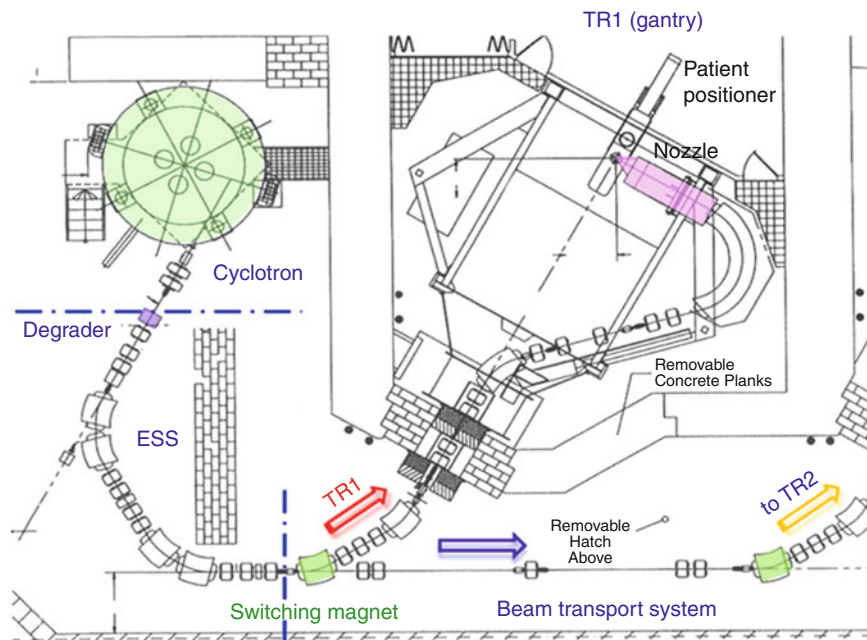 TR1 (gantry)
Patient
positioner
Nozzle
Cyclotron
Degrader
Removable
Concrete Planks
ESS
TR1
to TR2
Removable
Hatch
Above
Switching magnet
Beam transport system